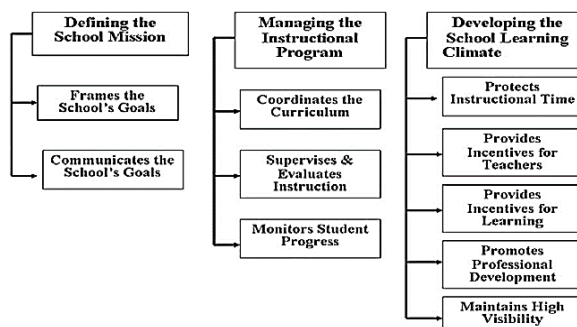 Defining the
School Mission
Frames the
School's Goals
Communicates the
School's Goals
Managing the
Instructional Program
Coordinates the
Curriculum
Supervises &
Evaluates Instruction
Monitors Student
Progress
Developing the
School Learning
Climate
Protects
Instructional Time
Provides
Incentives for
Teachers
Provides
Incentives for
Learning
Promotes
Professional
Development
Maintains High
Visibility